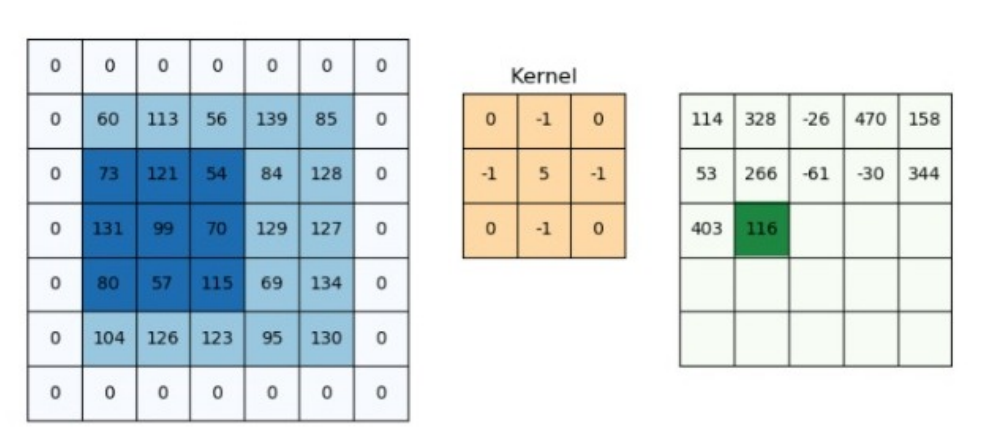 0 0 0 0 0 0 0
0 60 113 56 139 85 0
0 73 121 54 84 128 0
0 131 99 70 129 127 0
0 80 57 115 69 134 0
0 104 126 123 95 130 0
0 0 0 0 0 0 0
Kernel
0 -1 0
-1 5 -1
0 -1 0
114 328 -26 470 158
53 266 -61 -30 344
403 116